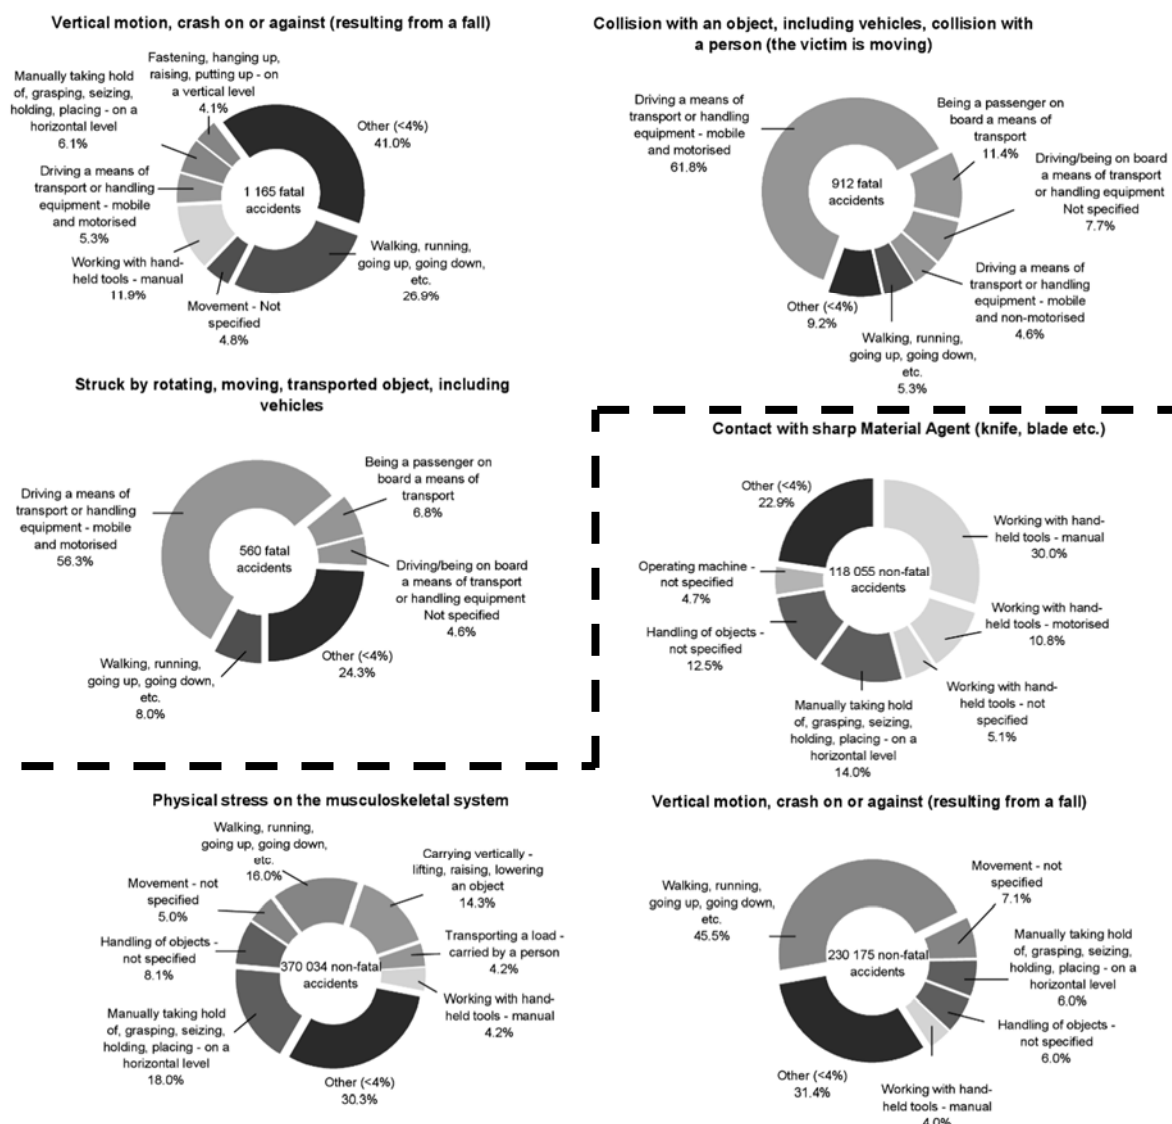 Vertical motion, crash on or against (resulting from a fall)
Fastening, hanging up,
raising, putting up - on
a vertical level
4.1%
Manually taking hold
of, grasping, seizing,
holding, placing - on a
horizontal level
6.1%
Other (<4%)
41.0%
Driving a means of
transport or handling
equipment - mobile
and motorised
5.3%
1 165 fatal
accidents
Working with hand-
held tools - manual
11.9%
Movement - Not
specified
4.8%
Walking, running,
going up, going down,
etc.
26.9%
Collision with an object, including vehicles, collision with
a person (the victim is moving)
Driving a means of
transport or handling
equipment - mobile
and motorised
61.8%
Being a passenger on
board a means of
transport
11.4%
912 fatal
accidents
Driving/being on board
a means of transport
or handling equipment
Not specified
7.7%
Driving a means of
transport or handling
equipment - mobile
and non-motorised
4.6%
Other (<4%)
9.2%
Walking, running,
going up, going down,
etc.
5.3%
Struck by rotating, moving, transported object, including
vehicles
Being a passenger on
board a means of
transport
6.8%
Driving a means of
transport or handling
equipment - mobile
and motorised
56.3%
560 fatal
accidents
Driving/being on board
a means of transport
or handling equipment
Not specified
4.6%
Other (<4%)
24.3%
Walking, running,
going up, going down,
etc.
8.0%
Contact with sharp Material Agent (knife, blade etc.)
Other (<4%)
22.9%
Working with hand-
held tools - manual
30.0%
Operating machine -
not specified
4.7%
118 055 non-fatal
accidents
Working with hand-
held tools - motorised
10.8%
Handling of objects -
not specified
12.5%
Working with hand-
held tools - not
specified
5.1%
Manually taking hold
of, grasping, seizing,
holding, placing - on a
horizontal level
14.0%
Physical stress on the musculoskeletal system
Walking, running,
going up, going down,
etc.
16.0%
Carrying vertically -
lifting, raising, lowering
an object
14.3%
Movement - not
specified
5.0%
Handling of objects -
not specified
8.1%
370 034 non-fatal
accidents
Transporting a load -
carried by a person
4.2%
Working with hand-
held tools - manual
4.2%
Manually taking hold
of, grasping, seizing,
holding, placing - on a
horizontal level
18.0%
Other (<4%)
30.3%
Vertical motion, crash on or against (resulting from a fall)
Walking, running,
going up, going down,
etc.
45.5%
Movement - not
specified
7.1%
230 175 non-fatal
accidents
Manually taking hold
of, grasping, seizing,
holding, placing - on a
horizontal level
6.0%
Handling of objects -
not specified
6.0%
Other (<4%)
31.4%
Working with hand-
held tools - manual
4.0%